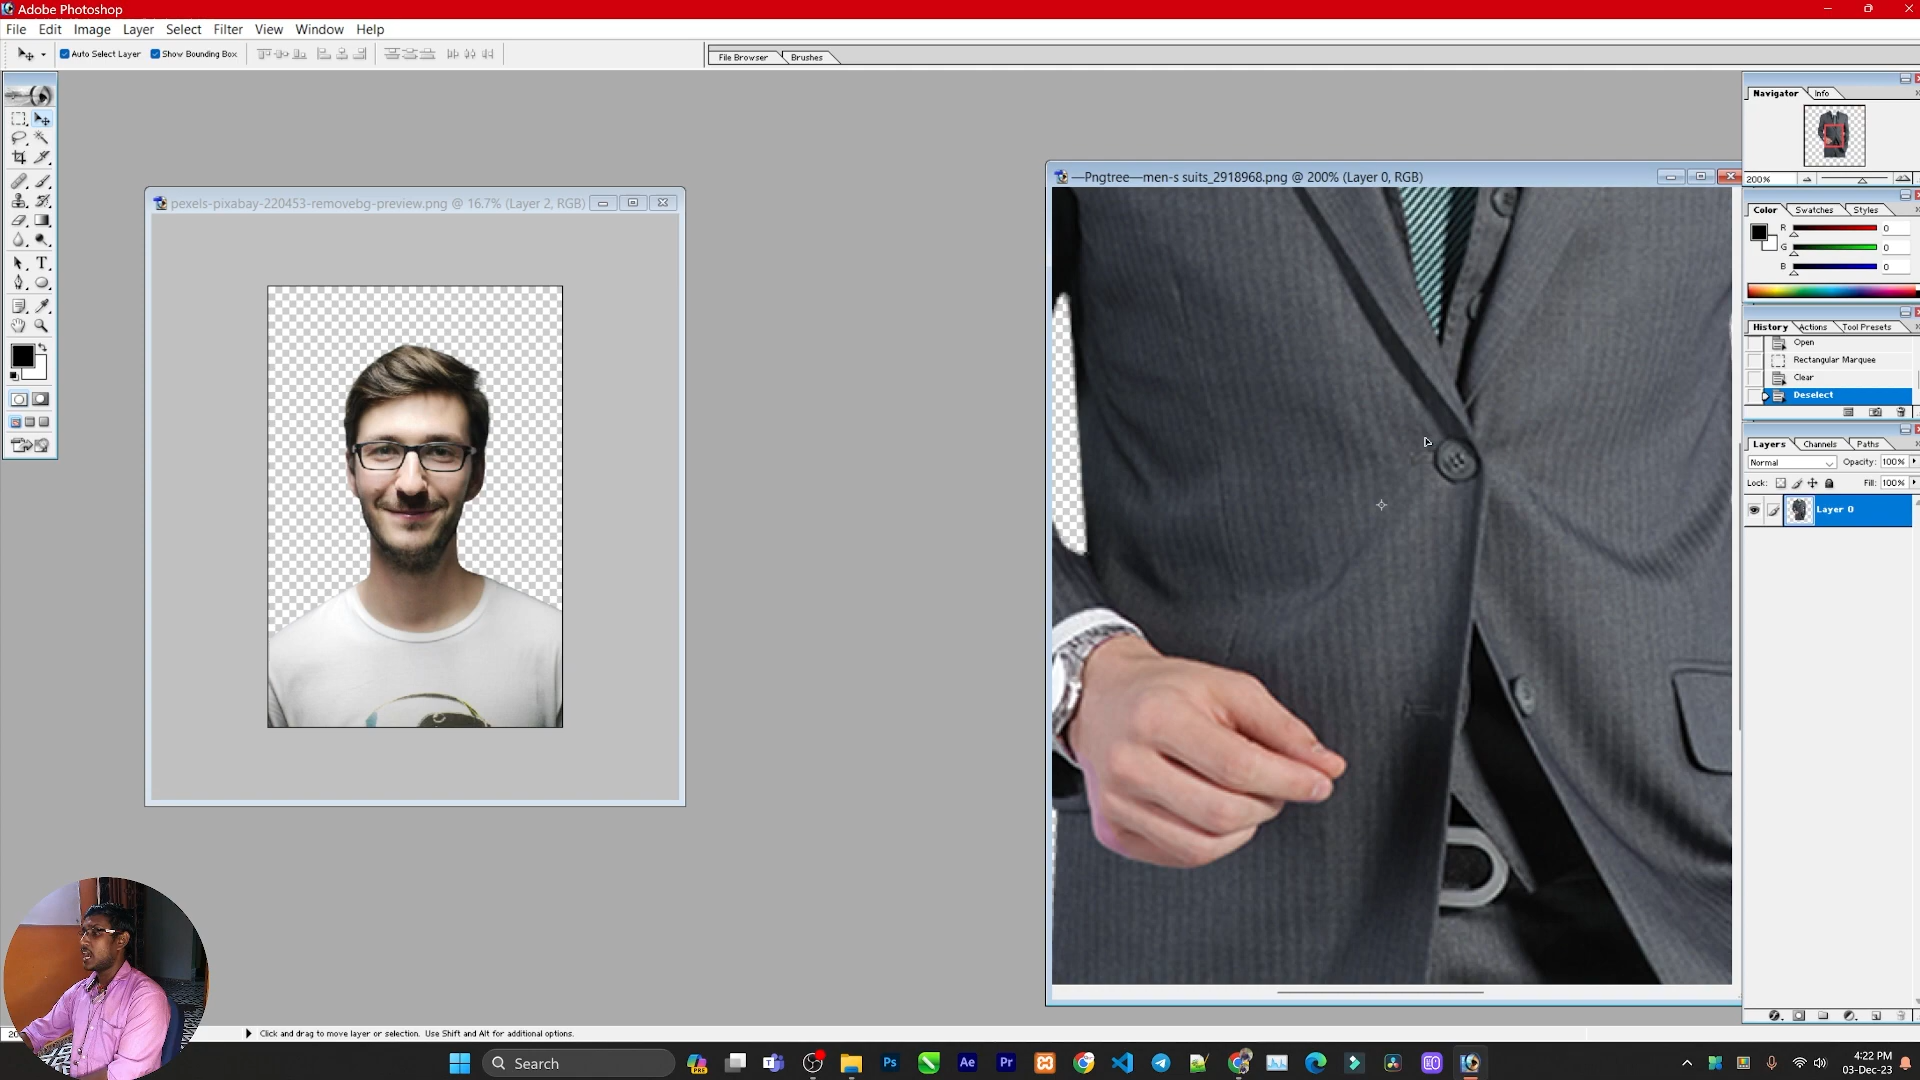 Adobe Photoshop
File Edit Image Layer Select Filter View Window Help
Auto Select Layer Show Bounding Box File Browser Brushes
Navigator Info
200%
pexels-pixabay-220453-removebg-preview.png @ 16.7% (Layer 2, RGB)
—Pngtree—men-s suits_2918968.png @ 200% (Layer 0, RGB)
Color Swatches Styles
R 0
G 0
B 0
History Actions Tool Presets
Open
Rectangular Marquee
Clear
Deselect
Layers Channels Paths
Normal Opacity: 100%
Lock: Fill: 100%
Layer 0
Click and drag to move layer or selection. Use Shift and Alt for additional options.
Search
PRE Ps Ae Pr
4:22 PM
03-Dec-23